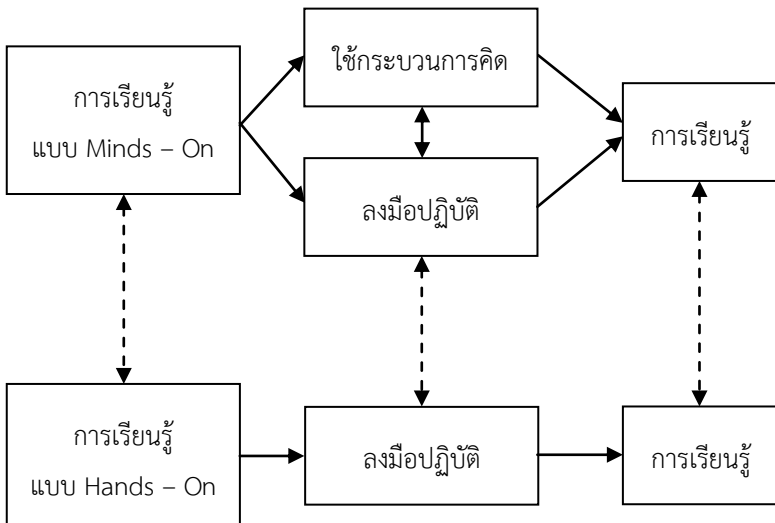 ใช้กระบวนการคิด
การเรียนรู้
แบบ Minds – On
การเรียนรู้
ลงมือปฏิบัติ
การเรียนรู้
แบบ Hands – On
ลงมือปฏิบัติ
การเรียนรู้